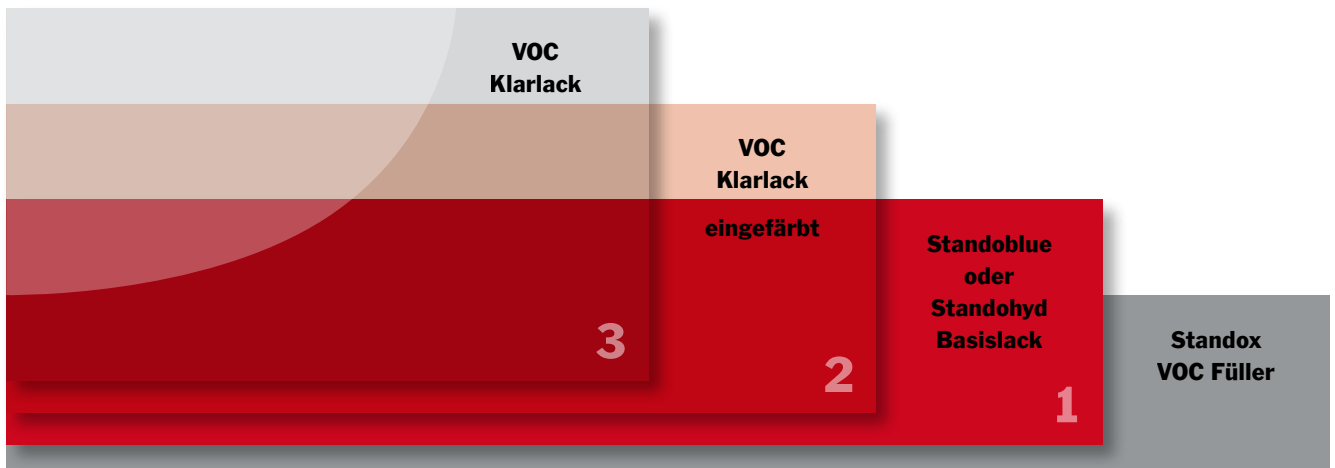 VOC
Klarlack
VOC
Klarlack
eingefärbt
Standoblue
oder
Standohyd
Basislack
Standox
VOC Füller
3
2
1